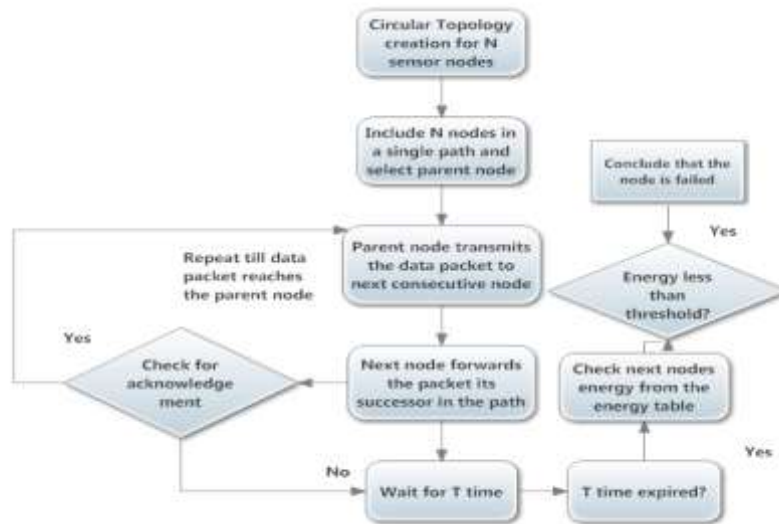 Circular Topology
creation for N
sensor nodes
Include N nodes in
a single path and
select parent node
Conclude that the
node is failed
Yes
Repeat till data
packet reaches
the parent node
Parent node transmits
the data packet to
next consecutive node
Energy less
than
threshold?
Yes
Check for
acknowledge
ment
Next node forwards
the packet its
successor in the path
Check next nodes
energy from the
energy table
No
Yes
Wait for T time
T time expired?